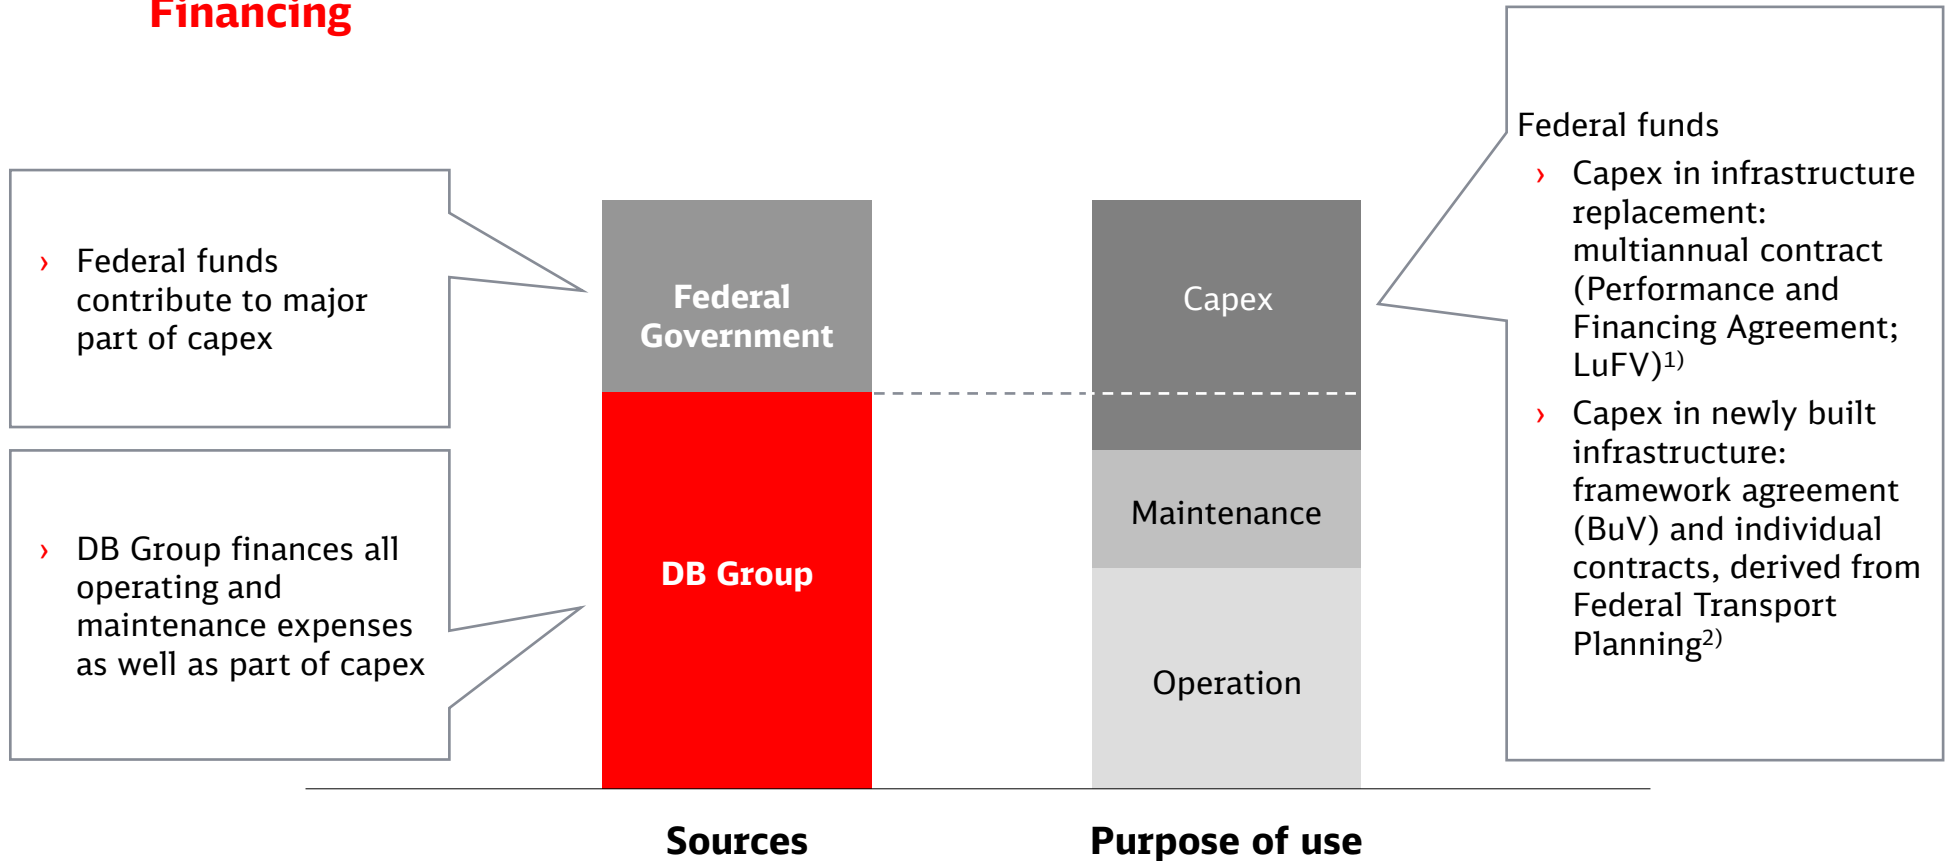 Financing
› Federal funds
contribute to major
part of capex
› DB Group finances all
operating and
maintenance expenses
as well as part of capex
Federal
Government
DB Group
Sources
Capex
Maintenance
Operation
Purpose of use
Federal funds
› Capex in infrastructure
replacement:
multiannual contract
(Performance and
Financing Agreement;
LuFV)1)
› Capex in newly built
infrastructure:
framework agreement
(BuV) and individual
contracts, derived from
Federal Transport
Planning2)